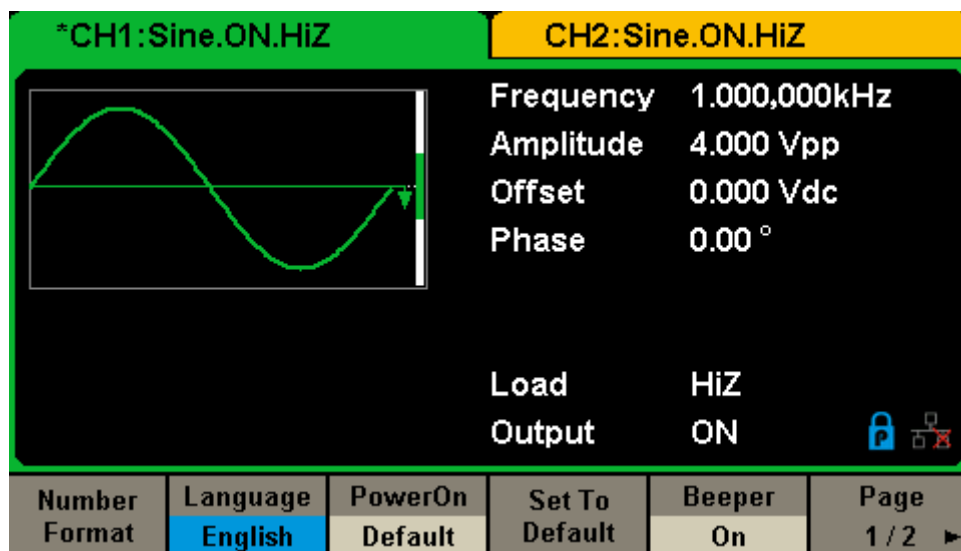 *CH1:Sine.ON.HiZ
CH2:Sine.ON.HiZ
Frequency 1.000,000kHz
Amplitude 4.000 Vpp
Offset 0.000 Vdc
Phase 0.00 °
Load HiZ
Output ON
P
Number Format
Language English
PowerOn Default
Set To Default
Beeper On
Page 1/2 ►